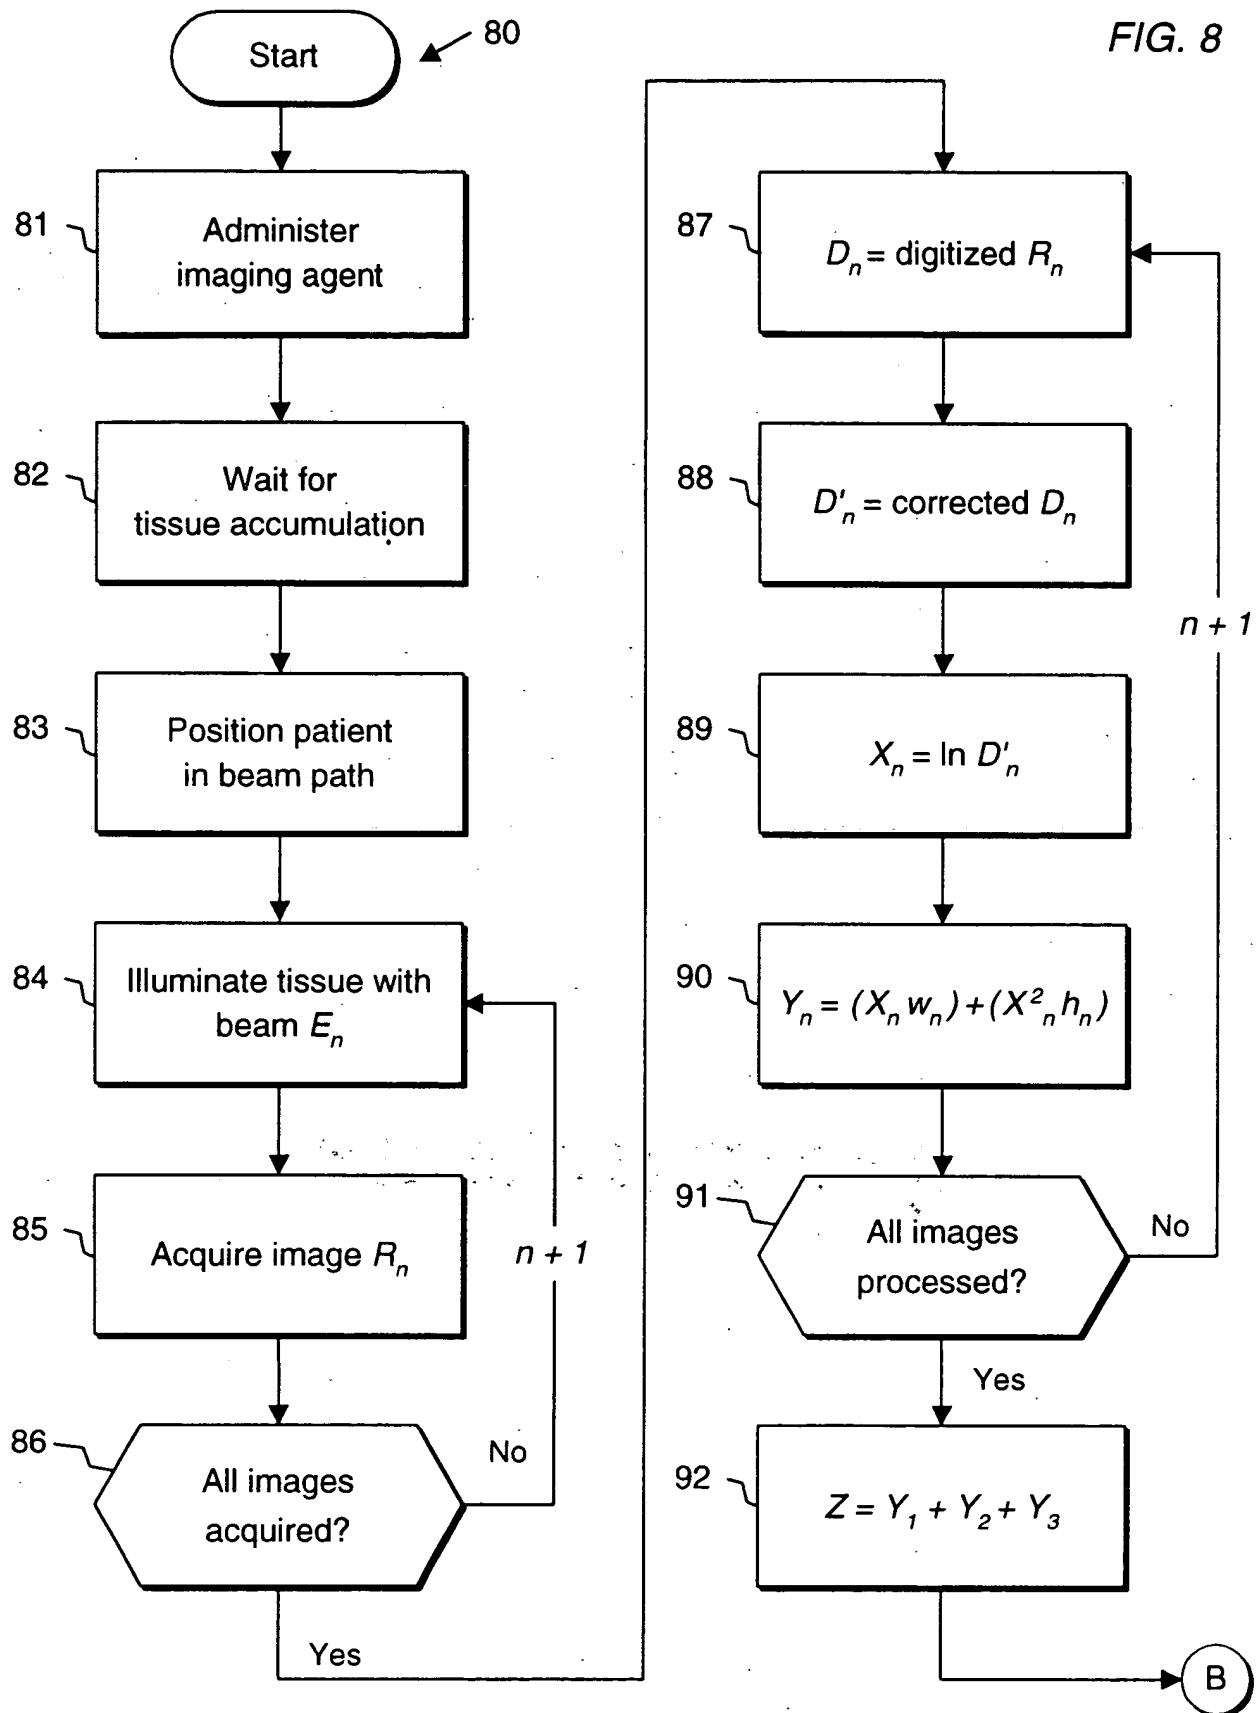 FIG. 8
Start
80
81
Administer
imaging agent
82
Wait for
tissue accumulation
83
Position patient
in beam path
84
Illuminate tissue with
beam Eₙ
85
Acquire image Rₙ
n + 1
86
All images
acquired?
No
Yes
87
Dₙ = digitized Rₙ
88
D'ₙ = corrected Dₙ
n + 1
89
Xₙ = ln D'ₙ
90
Yₙ = (Xₙ wₙ) + (X²ₙ hₙ)
91
All images
processed?
No
Yes
92
Z = Y₁ + Y₂ + Y₃
B